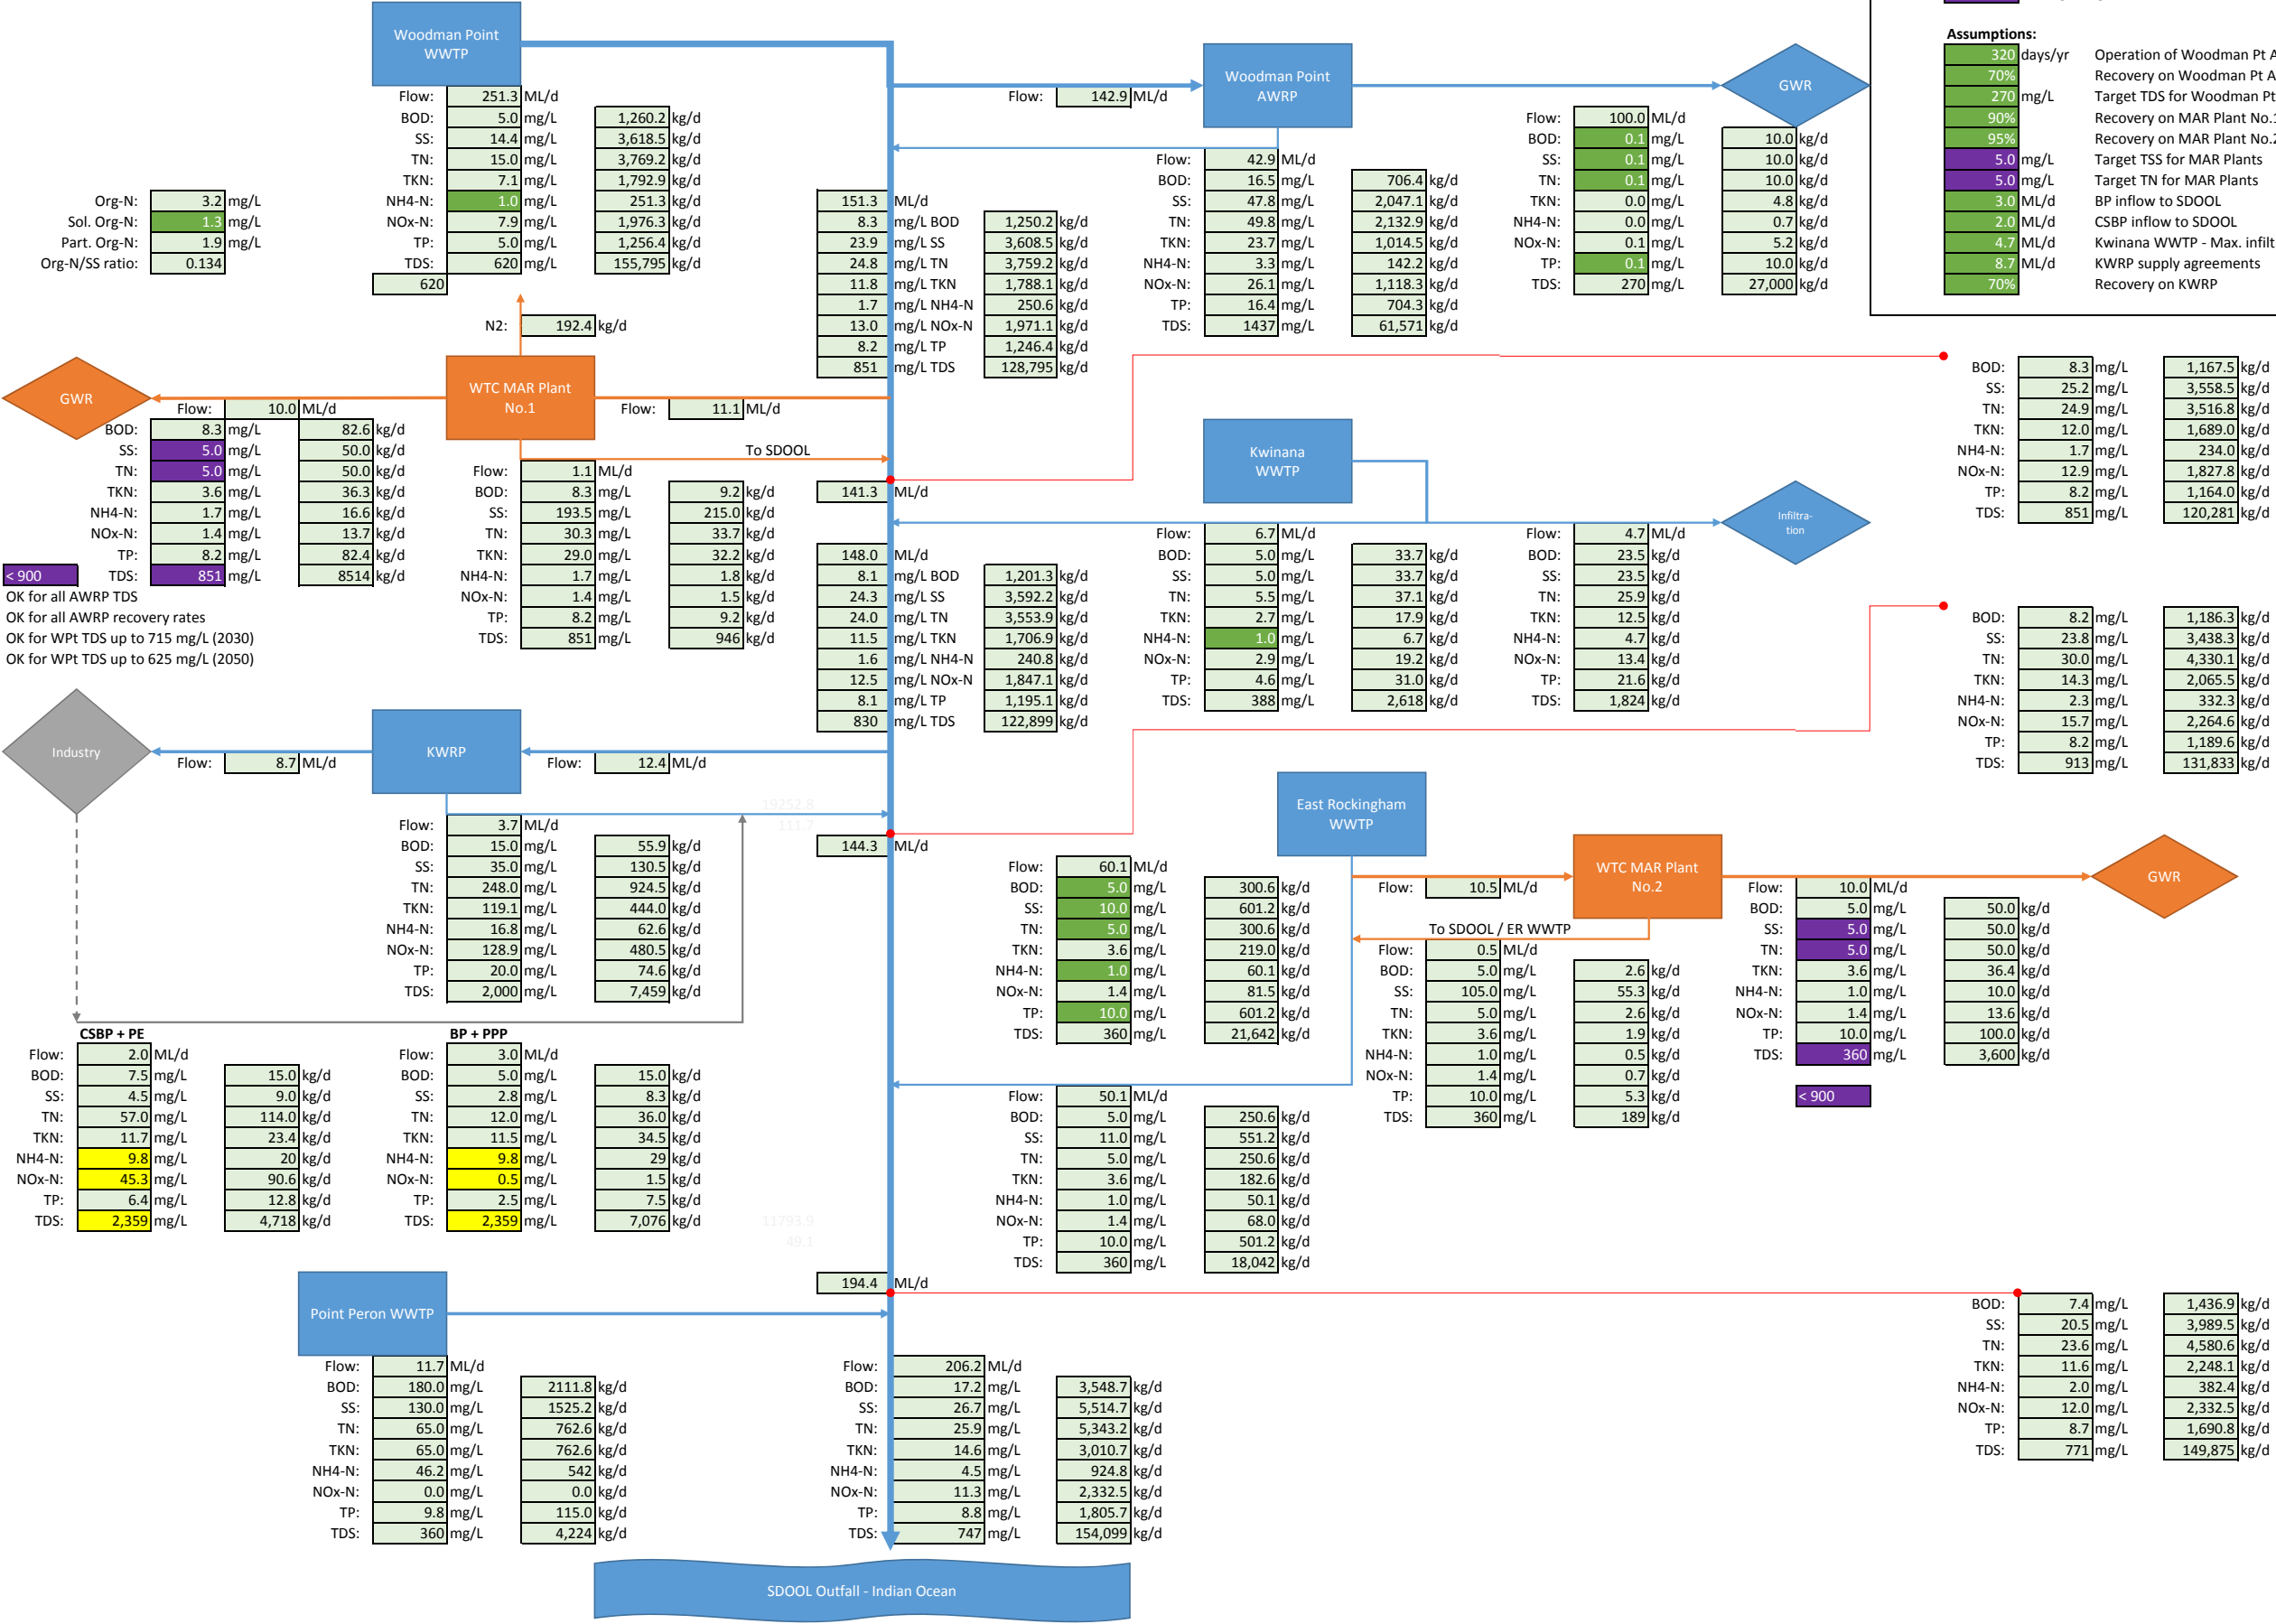 Woodman Point
WWTP
Flow: 251.3 ML/d
BOD: 5.0 mg/L 1,260.2 kg/d
SS: 14.4 mg/L 3,618.5 kg/d
TN: 15.0 mg/L 3,769.2 kg/d
TKN: 7.1 mg/L 1,792.9 kg/d
NH4-N: 1.0 mg/L 251.3 kg/d
NOx-N: 7.9 mg/L 1,976.3 kg/d
TP: 5.0 mg/L 1,256.4 kg/d
TDS: 620 mg/L 155,795 kg/d
620
Org-N: 3.2 mg/L
Sol. Org-N: 1.3 mg/L
Part. Org-N: 1.9 mg/L
Org-N/SS ratio: 0.134
N2: 192.4 kg/d
Flow: 142.9 ML/d
Woodman Point
AWRP
GWR
Flow: 100.0 ML/d
BOD: 0.1 mg/L 10.0 kg/d
SS: 0.1 mg/L 10.0 kg/d
TN: 0.1 mg/L 10.0 kg/d
TKN: 0.0 mg/L 4.8 kg/d
NH4-N: 0.0 mg/L 0.7 kg/d
NOx-N: 0.1 mg/L 5.2 kg/d
TP: 0.1 mg/L 10.0 kg/d
TDS: 270 mg/L 27,000 kg/d
Flow: 42.9 ML/d
BOD: 16.5 mg/L 706.4 kg/d
SS: 47.8 mg/L 2,047.1 kg/d
TN: 49.8 mg/L 2,132.9 kg/d
TKN: 23.7 mg/L 1,014.5 kg/d
NH4-N: 3.3 mg/L 142.2 kg/d
NOx-N: 26.1 mg/L 1,118.3 kg/d
TP: 16.4 mg/L 704.3 kg/d
TDS: 1437 mg/L 61,571 kg/d
151.3 ML/d
8.3 mg/L BOD 1,250.2 kg/d
23.9 mg/L SS 3,608.5 kg/d
24.8 mg/L TN 3,759.2 kg/d
11.8 mg/L TKN 1,788.1 kg/d
1.7 mg/L NH4-N 250.6 kg/d
13.0 mg/L NOx-N 1,971.1 kg/d
8.2 mg/L TP 1,246.4 kg/d
851 mg/L TDS 128,795 kg/d
Assumptions:
320 days/yr Operation of Woodman Pt
70% Recovery on Woodman Pt
270 mg/L Target TDS for Woodman Pt
90% Recovery on MAR Plant
95% Recovery on MAR Plant
5.0 mg/L Target TSS for MAR Plants
5.0 mg/L Target TN for MAR Plants
3.0 ML/d BP inflow to SDOOL
2.0 ML/d CSBP inflow to SDOOL
4.7 ML/d Kwinana WWTP - Max.
8.7 ML/d KWRP supply agreements
70% Recovery on KWRP
GWR
WTC MAR Plant
No.1
Flow: 10.0 ML/d
Flow: 11.1 ML/d
To SDOOL
BOD: 8.3 mg/L 82.6 kg/d
SS: 5.0 mg/L 50.0 kg/d
TN: 5.0 mg/L 50.0 kg/d
TKN: 3.6 mg/L 36.3 kg/d
NH4-N: 1.7 mg/L 16.6 kg/d
NOx-N: 1.4 mg/L 13.7 kg/d
TP: 8.2 mg/L 82.4 kg/d
< 900 TDS: 851 mg/L 8514 kg/d
OK for all AWRP TDS
OK for all AWRP recovery rates
OK for WPt TDS up to 715 mg/L (2030)
OK for WPt TDS up to 625 mg/L (2050)
Flow: 1.1 ML/d
BOD: 8.3 mg/L 9.2 kg/d
SS: 193.5 mg/L 215.0 kg/d
TN: 30.3 mg/L 33.7 kg/d
TKN: 29.0 mg/L 32.2 kg/d
NH4-N: 1.7 mg/L 1.8 kg/d
NOx-N: 1.4 mg/L 1.5 kg/d
TP: 8.2 mg/L 9.2 kg/d
TDS: 851 mg/L 946 kg/d
141.3 ML/d
BOD: 8.3 mg/L 1,167.5 kg/d
SS: 25.2 mg/L 3,558.5 kg/d
TN: 24.9 mg/L 3,516.8 kg/d
TKN: 12.0 mg/L 1,689.0 kg/d
NH4-N: 1.7 mg/L 234.0 kg/d
NOx-N: 12.9 mg/L 1,827.8 kg/d
TP: 8.2 mg/L 1,164.0 kg/d
TDS: 851 mg/L 120,281 kg/d
Kwinana
WWTP
Infiltra-
tion
Flow: 6.7 ML/d
BOD: 5.0 mg/L 33.7 kg/d
SS: 5.0 mg/L 33.7 kg/d
TN: 5.5 mg/L 37.1 kg/d
TKN: 2.7 mg/L 17.9 kg/d
NH4-N: 1.0 mg/L 6.7 kg/d
NOx-N: 2.9 mg/L 19.2 kg/d
TP: 4.6 mg/L 31.0 kg/d
TDS: 388 mg/L 2,618 kg/d
Flow: 4.7 ML/d
BOD: 23.5 kg/d
SS: 23.5 kg/d
TN: 25.9 kg/d
TKN: 12.5 kg/d
NH4-N: 4.7 kg/d
NOx-N: 13.4 kg/d
TP: 21.6 kg/d
TDS: 1,824 kg/d
148.0 ML/d
8.1 mg/L BOD 1,201.3 kg/d
24.3 mg/L SS 3,592.2 kg/d
24.0 mg/L TN 3,553.9 kg/d
11.5 mg/L TKN 1,706.9 kg/d
1.6 mg/L NH4-N 240.8 kg/d
12.5 mg/L NOx-N 1,847.1 kg/d
8.1 mg/L TP 1,195.1 kg/d
830 mg/L TDS 122,899 kg/d
BOD: 8.2 mg/L 1,186.3 kg/d
SS: 23.8 mg/L 3,438.3 kg/d
TN: 30.0 mg/L 4,330.1 kg/d
TKN: 14.3 mg/L 2,065.5 kg/d
NH4-N: 2.3 mg/L 332.3 kg/d
NOx-N: 15.7 mg/L 2,264.6 kg/d
TP: 8.2 mg/L 1,189.6 kg/d
TDS: 913 mg/L 131,833 kg/d
Industry
KWRP
Flow: 8.7 ML/d
Flow: 12.4 ML/d
19252.8
111.7
144.3 ML/d
Flow: 3.7 ML/d
BOD: 15.0 mg/L 55.9 kg/d
SS: 35.0 mg/L 130.5 kg/d
TN: 248.0 mg/L 924.5 kg/d
TKN: 119.1 mg/L 444.0 kg/d
NH4-N: 16.8 mg/L 62.6 kg/d
NOx-N: 128.9 mg/L 480.5 kg/d
TP: 20.0 mg/L 74.6 kg/d
TDS: 2,000 mg/L 7,459 kg/d
East Rockingham
WWTP
Flow: 60.1 ML/d
BOD: 5.0 mg/L 300.6 kg/d
SS: 10.0 mg/L 601.2 kg/d
TN: 5.0 mg/L 300.6 kg/d
TKN: 3.6 mg/L 219.0 kg/d
NH4-N: 1.0 mg/L 60.1 kg/d
NOx-N: 1.4 mg/L 81.5 kg/d
TP: 10.0 mg/L 601.2 kg/d
TDS: 360 mg/L 21,642 kg/d
Flow: 10.5 ML/d
WTC MAR Plant
No.2
GWR
To SDOOL / ER WWTP
Flow: 0.5 ML/d
BOD: 5.0 mg/L 2.6 kg/d
SS: 105.0 mg/L 55.3 kg/d
TN: 5.0 mg/L 2.6 kg/d
TKN: 3.6 mg/L 1.9 kg/d
NH4-N: 1.0 mg/L 0.5 kg/d
NOx-N: 1.4 mg/L 0.7 kg/d
TP: 10.0 mg/L 5.3 kg/d
TDS: 360 mg/L 189 kg/d
Flow: 10.0 ML/d
BOD: 5.0 mg/L 50.0 kg/d
SS: 5.0 mg/L 50.0 kg/d
TN: 5.0 mg/L 50.0 kg/d
TKN: 3.6 mg/L 36.4 kg/d
NH4-N: 1.0 mg/L 10.0 kg/d
NOx-N: 1.4 mg/L 13.6 kg/d
TP: 10.0 mg/L 100.0 kg/d
TDS: 360 mg/L 3,600 kg/d
< 900
CSBP + PE
Flow: 2.0 ML/d
BOD: 7.5 mg/L 15.0 kg/d
SS: 4.5 mg/L 9.0 kg/d
TN: 57.0 mg/L 114.0 kg/d
TKN: 11.7 mg/L 23.4 kg/d
NH4-N: 9.8 mg/L 20 kg/d
NOx-N: 45.3 mg/L 90.6 kg/d
TP: 6.4 mg/L 12.8 kg/d
TDS: 2,359 mg/L 4,718 kg/d
BP + PPP
Flow: 3.0 ML/d
BOD: 5.0 mg/L 15.0 kg/d
SS: 2.8 mg/L 8.3 kg/d
TN: 12.0 mg/L 36.0 kg/d
TKN: 11.5 mg/L 34.5 kg/d
NH4-N: 9.8 mg/L 29 kg/d
NOx-N: 0.5 mg/L 1.5 kg/d
TP: 2.5 mg/L 7.5 kg/d
TDS: 2,359 mg/L 7,076 kg/d
11793.9
49.1
Flow: 50.1 ML/d
BOD: 5.0 mg/L 250.6 kg/d
SS: 11.0 mg/L 551.2 kg/d
TN: 5.0 mg/L 250.6 kg/d
TKN: 3.6 mg/L 182.6 kg/d
NH4-N: 1.0 mg/L 50.1 kg/d
NOx-N: 1.4 mg/L 68.0 kg/d
TP: 10.0 mg/L 501.2 kg/d
TDS: 360 mg/L 18,042 kg/d
194.4 ML/d
Point Peron WWTP
Flow: 11.7 ML/d
BOD: 180.0 mg/L 2111.8 kg/d
SS: 130.0 mg/L 1525.2 kg/d
TN: 65.0 mg/L 762.6 kg/d
TKN: 65.0 mg/L 762.6 kg/d
NH4-N: 46.2 mg/L 542 kg/d
NOx-N: 0.0 mg/L 0.0 kg/d
TP: 9.8 mg/L 115.0 kg/d
TDS: 360 mg/L 4,224 kg/d
Flow: 206.2 ML/d
BOD: 17.2 mg/L 3,548.7 kg/d
SS: 26.7 mg/L 5,514.7 kg/d
TN: 25.9 mg/L 5,343.2 kg/d
TKN: 14.6 mg/L 3,010.7 kg/d
NH4-N: 4.5 mg/L 924.8 kg/d
NOx-N: 11.3 mg/L 2,332.5 kg/d
TP: 8.8 mg/L 1,805.7 kg/d
TDS: 747 mg/L 154,099 kg/d
BOD: 7.4 mg/L 1,436.9 kg/d
SS: 20.5 mg/L 3,989.5 kg/d
TN: 23.6 mg/L 4,580.6 kg/d
TKN: 11.6 mg/L 2,248.1 kg/d
NH4-N: 2.0 mg/L 382.4 kg/d
NOx-N: 12.0 mg/L 2,332.5 kg/d
TP: 8.7 mg/L 1,690.8 kg/d
TDS: 771 mg/L 149,875 kg/d
SDOOL Outfall - Indian Ocean